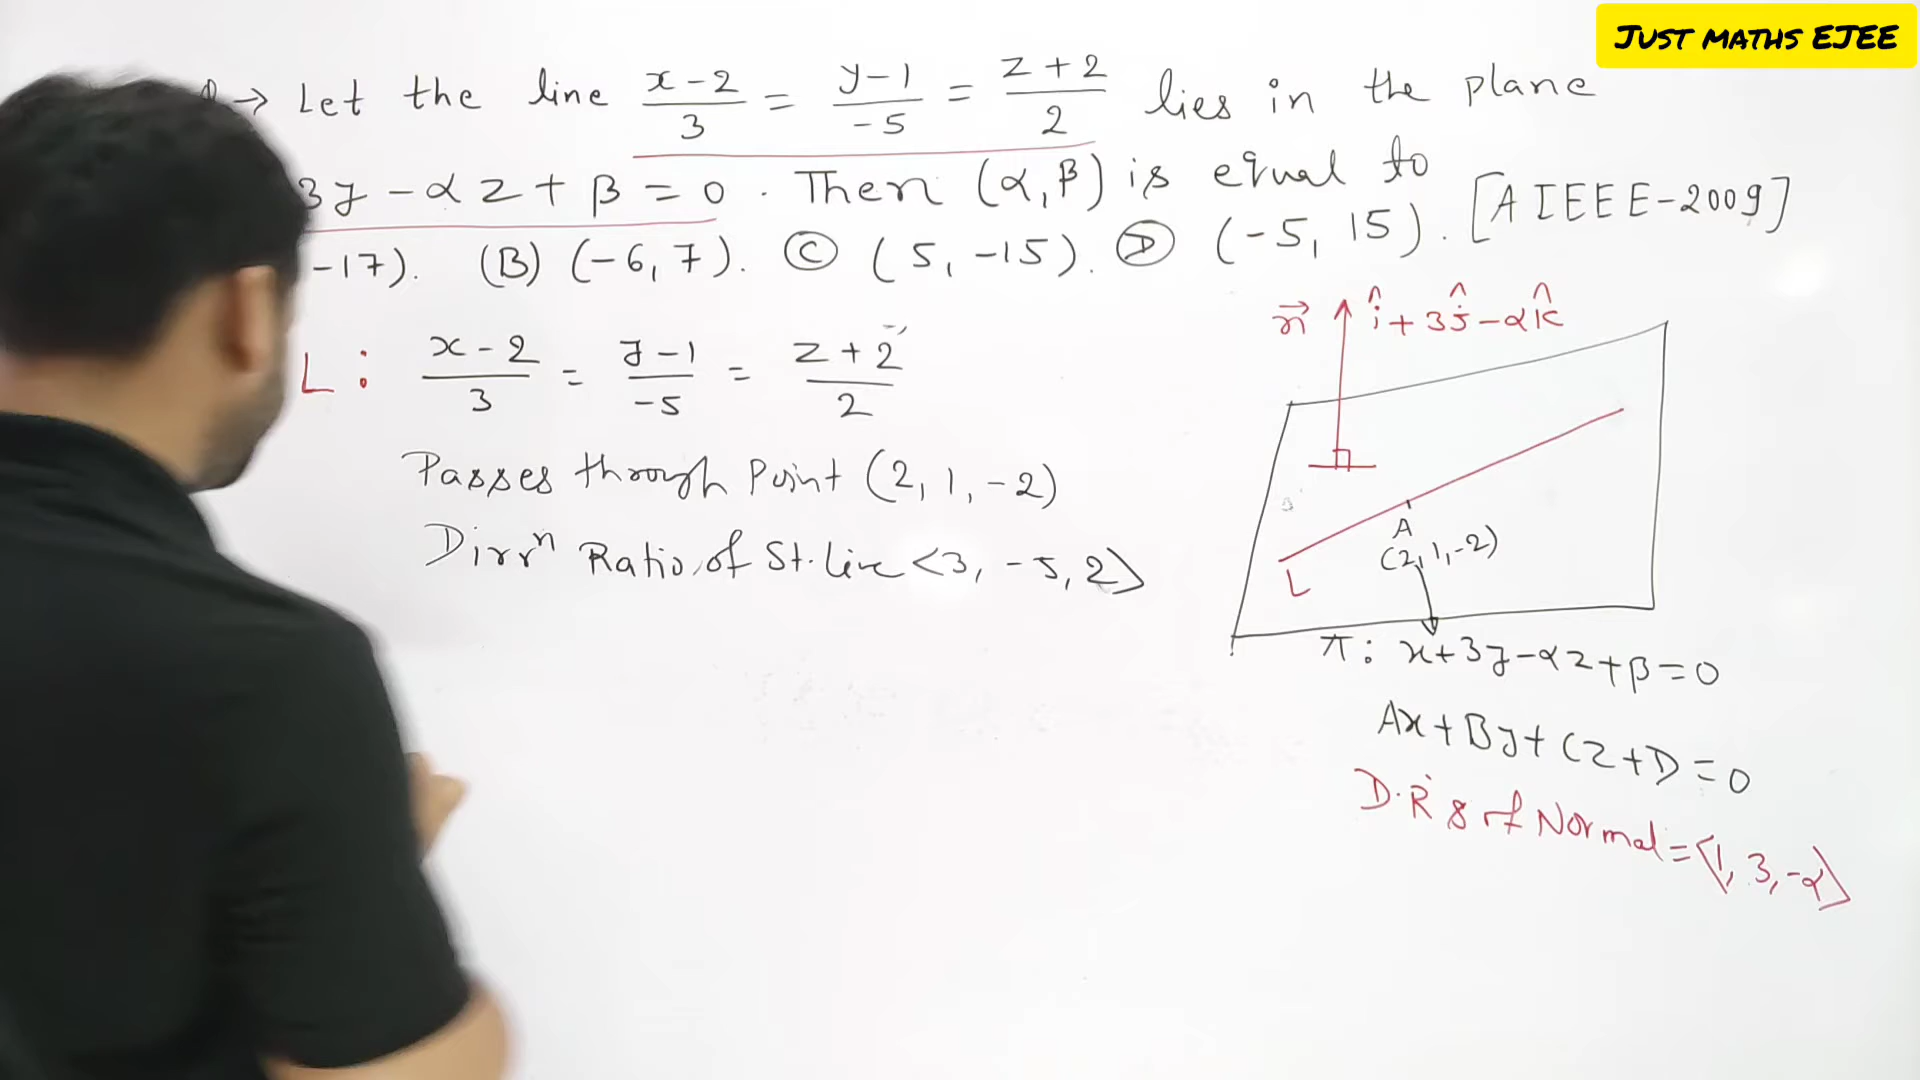 JUST MATHS EJEE
→ Let the line x-2/3 = y-1/-5 = z+2/2 lies in the plane
3y - αz + β = 0. Then (α, β) is equal to
[AIEEE-2009]
-17). (B) (-6, 7). Ⓒ (5, -15). Ⓓ (-5, 15).
L : x-2/3 = y-1/-5 = z+2/2
Passes through Point (2, 1, -2)
Dirrⁿ Ratio of St. line <3, -5, 2>
n⃗ î + 3ĵ - αk̂
A
(2, 1, -2)
L
π : x+3y-αz+β=0
Ax+By+Cz+D=0
D.R's of Normal = <1, 3, -α>